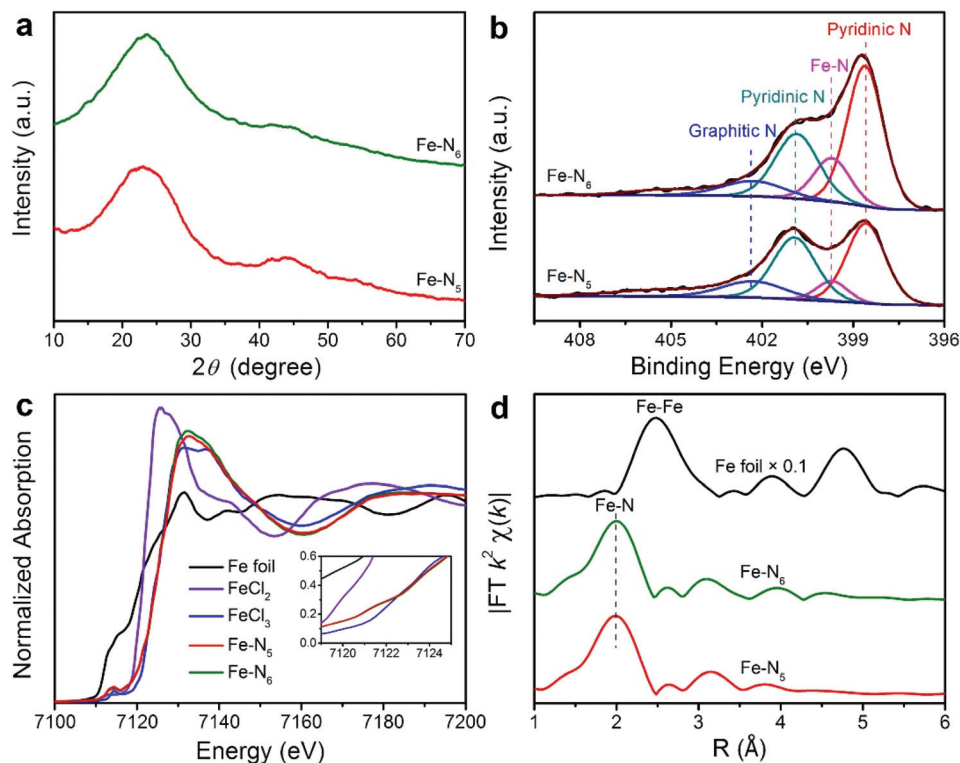 a
Intensity (a.u.)
Fe-N6
Fe-N5
10 20 30 40 50 60 70
2θ (degree)
b
Intensity (a.u.)
Pyridinic N
Fe-N
Pyridinic N
Graphitic N
Fe-N6
Fe-N5
408 405 402 399 396
Binding Energy (eV)
c
Normalized Absorption
Fe foil
FeCl2
FeCl3
Fe-N5
Fe-N6
0.6
0.4
0.2
0.0
7120 7122 7124
7100 7120 7140 7160 7180 7200
Energy (eV)
d
|FT k² χ(k)|
Fe-Fe
Fe foil × 0.1
Fe-N
Fe-N6
Fe-N5
1 2 3 4 5 6
R (Å)